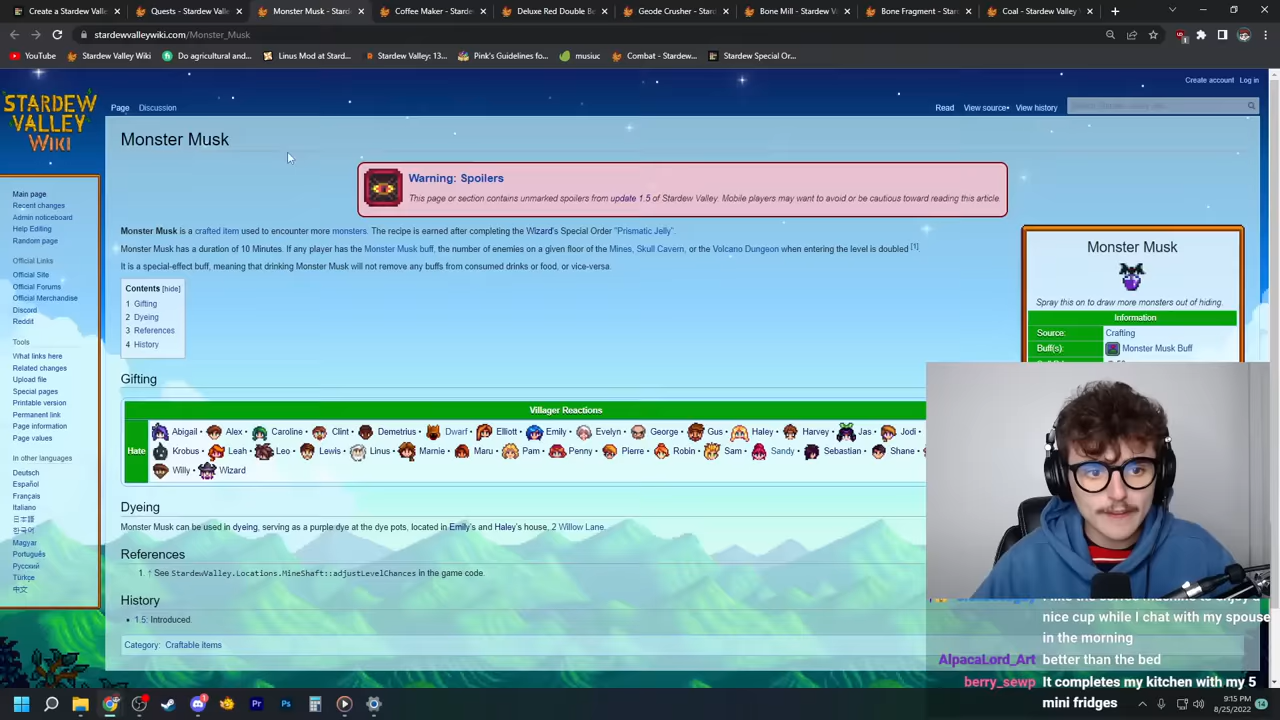 Create a Stardew
Quests - Stardew V
Monster Musk - Stardew
Coffee Maker - Stardew
Deluxe Red Double Be
Geode Crusher - Stard
Bone Mill - Stardew V
Bone Fragment - Stard
Coal - Stardew Valley
stardewvalleywiki.com/Monster_Musk
YouTube
Stardew Valley Wiki
Do agricultural and...
Linus Mod at Stard...
Stardew Valley: 13...
Pink's Guidelines fo...
musiuc
Combat - Stardew...
Stardew Special Or...
Create account Log in
STARDEW VALLEY WiKi
Page Discussion
Read View source View history
Monster Musk
Warning: Spoilers
This page or section contains unmarked spoilers from update 1.5 of Stardew Valley. Mobile players may want to avoid or be cautious toward reading this article.
Main page
Recent changes
Admin noticeboard
Help Editing
Random page
Official Links
Official Site
Official Forums
Official Merchandise
Discord
Reddit
Tools
What links here
Related changes
Upload file
Special pages
Printable version
Permanent link
Page information
Page values
In other languages
Deutsch
Español
Français
Italiano
日本語
한국어
Magyar
Português
Русский
Türkçe
中文
Monster Musk is a crafted item used to encounter more monsters. The recipe is earned after completing the Wizard's Special Order "Prismatic Jelly".
Monster Musk has a duration of 10 Minutes. If any player has the Monster Musk buff, the number of enemies on a given floor of the Mines, Skull Cavern, or the Volcano Dungeon when entering the level is doubled [1]
It is a special-effect buff, meaning that drinking Monster Musk will not remove any buffs from consumed drinks or food, or vice-versa.
Contents [hide]
1 Gifting
2 Dyeing
3 References
4 History
Monster Musk
Spray this on to draw more monsters out of hiding.
Information
Source: Crafting
Buff(s): Monster Musk Buff
Gifting
Villager Reactions
Hate
Abigail • Alex • Caroline • Clint • Demetrius • Dwarf • Elliott • Emily • Evelyn • George • Gus • Haley • Harvey • Jas • Jodi •
Krobus • Leah • Leo • Lewis • Linus • Marnie • Maru • Pam • Penny • Pierre • Robin • Sam • Sandy • Sebastian • Shane •
Willy • Wizard
Dyeing
Monster Musk can be used in dyeing, serving as a purple dye at the dye pots, located in Emily's and Haley's house, 2 Willow Lane.
References
1. ↑ See StardewValley.Locations.MineShaft::adjustLevelChances in the game code.
History
• 1.5: Introduced.
Category: Craftable items
nice cup while I chat with my spouse
in the morning
AlpacaLord_Art better than the bed
berry_sewp It completes my kitchen with my 5
mini fridges
9:15 PM
8/25/2022
14